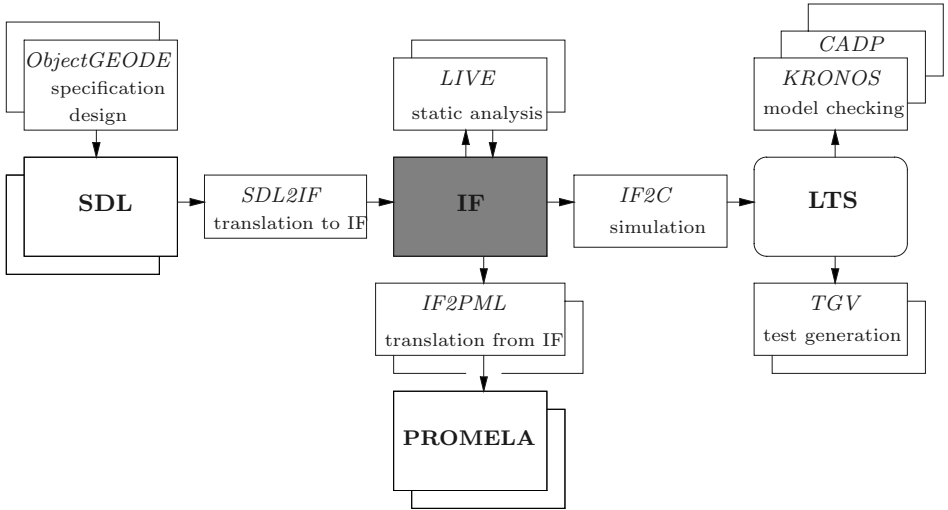 ObjectGEODE
specification
design
LIVE
static analysis
CADP
KRONOS
model checking
SDL
SDL2IF
translation to IF
IF
IF2C
simulation
LTS
IF2PML
translation from IF
TGV
test generation
PROMELA